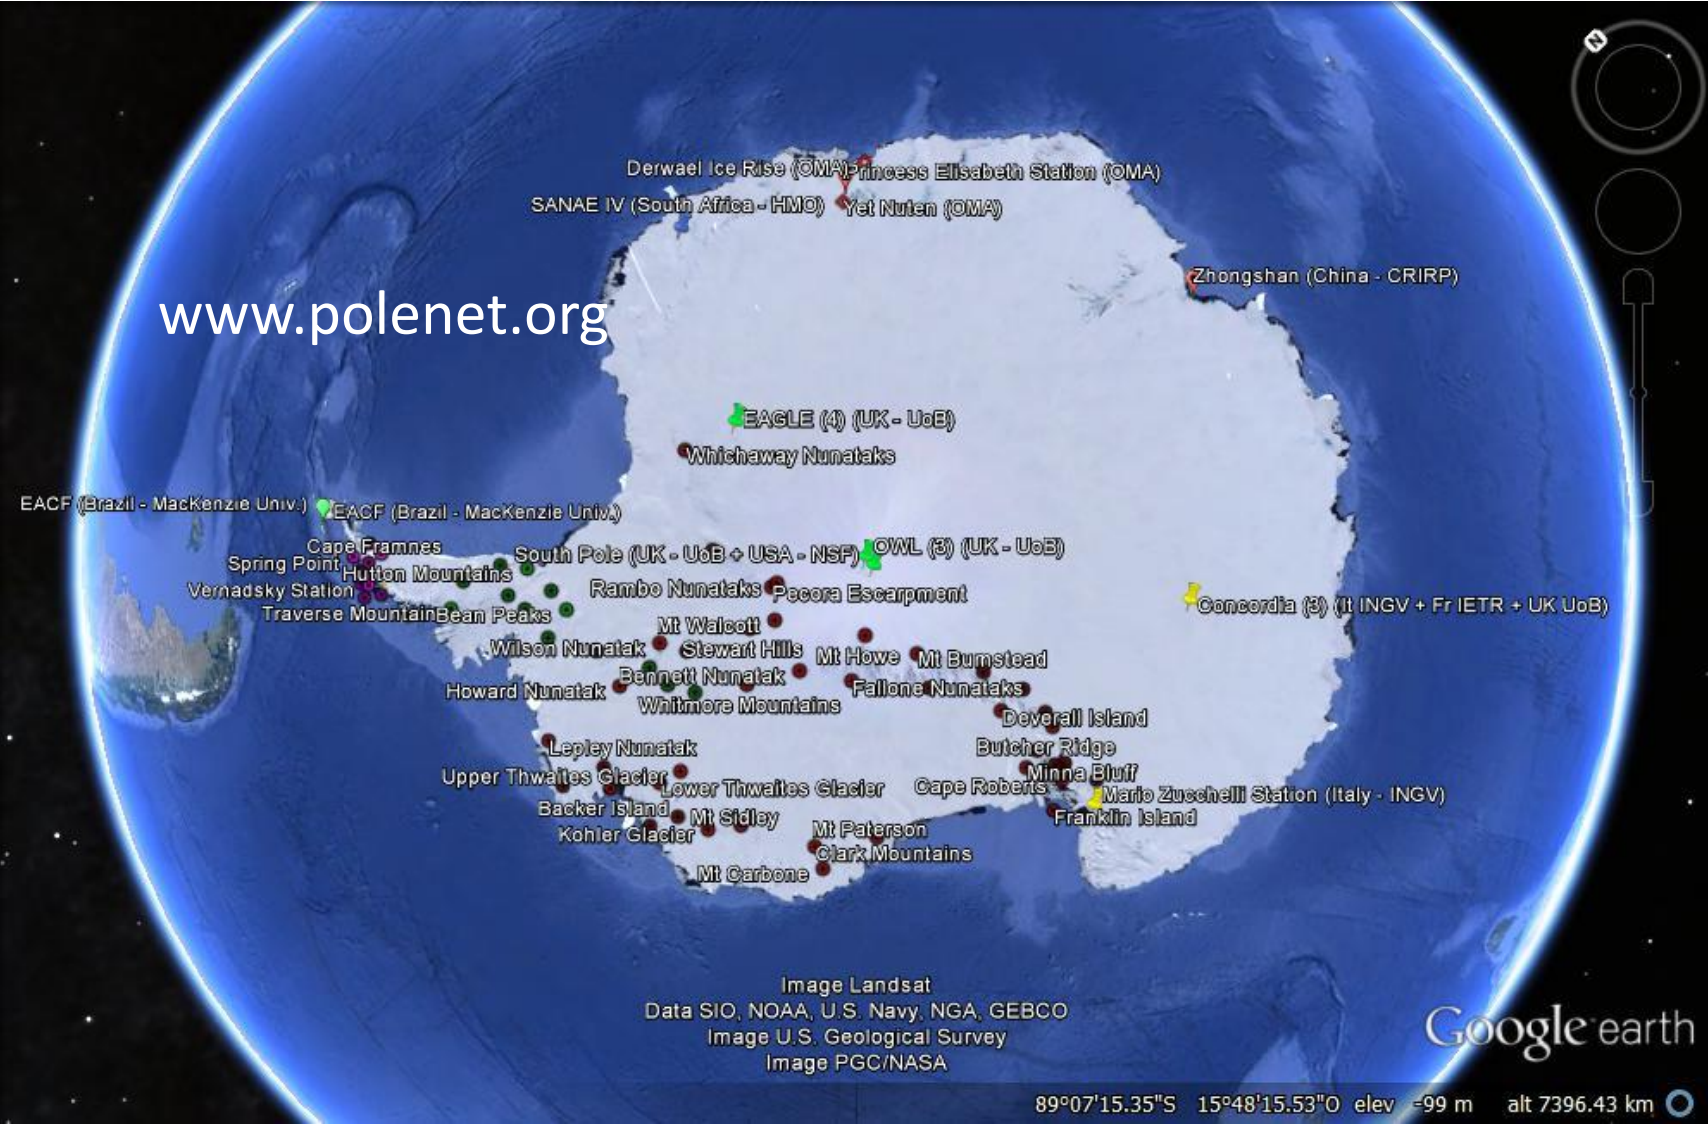 Derwael Ice Rise (OMA)
Princess Elisabeth Station (OMA)
SANAE IV (South Africa - HMO)
Yet Nuten (OMA)
Zhongshan (China - CRIRP)
www.polenet.org
EAGLE (4) (UK - UoB)
Whichaway Nunataks
EACF (Brazil - MacKenzie Univ.)
EACF (Brazil - MacKenzie Univ.)
Cape Framnes
South Pole (UK - UoB + USA - NSF)
OWL (3) (UK - UoB)
Spring Point
Hutton Mountains
Vernadsky Station
Rambo Nunataks
Pecora Escarpment
Concordia (3) (It INGV + Fr IETR + UK UoB)
Traverse Mountain
Bean Peaks
Mt Walcott
Wilson Nunatak
Stewart Hills
Mt Howe
Mt Bumstead
Bennett Nunatak
Howard Nunatak
Fallone Nunataks
Whitmore Mountains
Deverall Island
Lepley Nunatak
Butcher Ridge
Upper Thwaites Glacier
Minna Bluff
Lower Thwaites Glacier
Cape Roberts
Mario Zucchelli Station (Italy - INGV)
Backer Island
Mt Sidley
Franklin Island
Kohler Glacier
Mt Paterson
Clark Mountains
Mt Carbone
Image Landsat
Data SIO, NOAA, U.S. Navy, NGA, GEBCO
Image U.S. Geological Survey
Image PGC/NASA
Google earth
89°07'15.35"S 15°48'15.53"O elev -99 m alt 7396.43 km
N